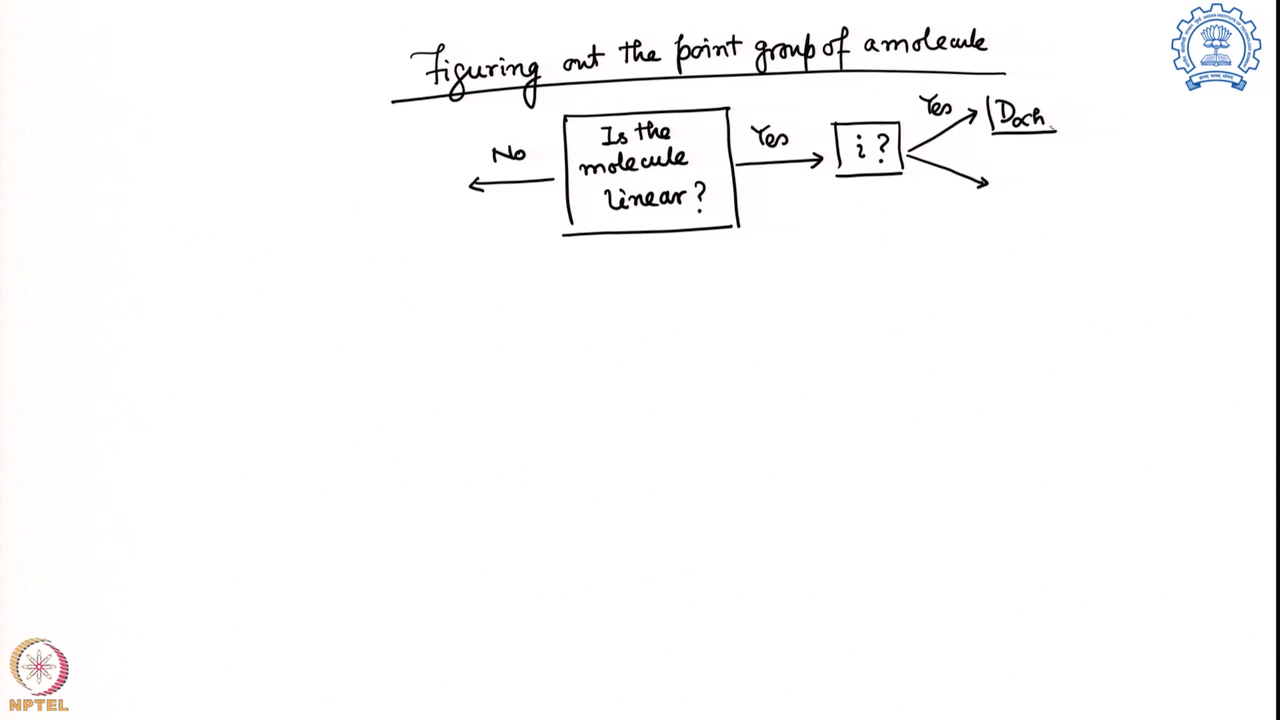 Figuring out the point group of a molecule
No
Is the
molecule
linear?
Yes
i?
Yes
D∞h
NPTEL